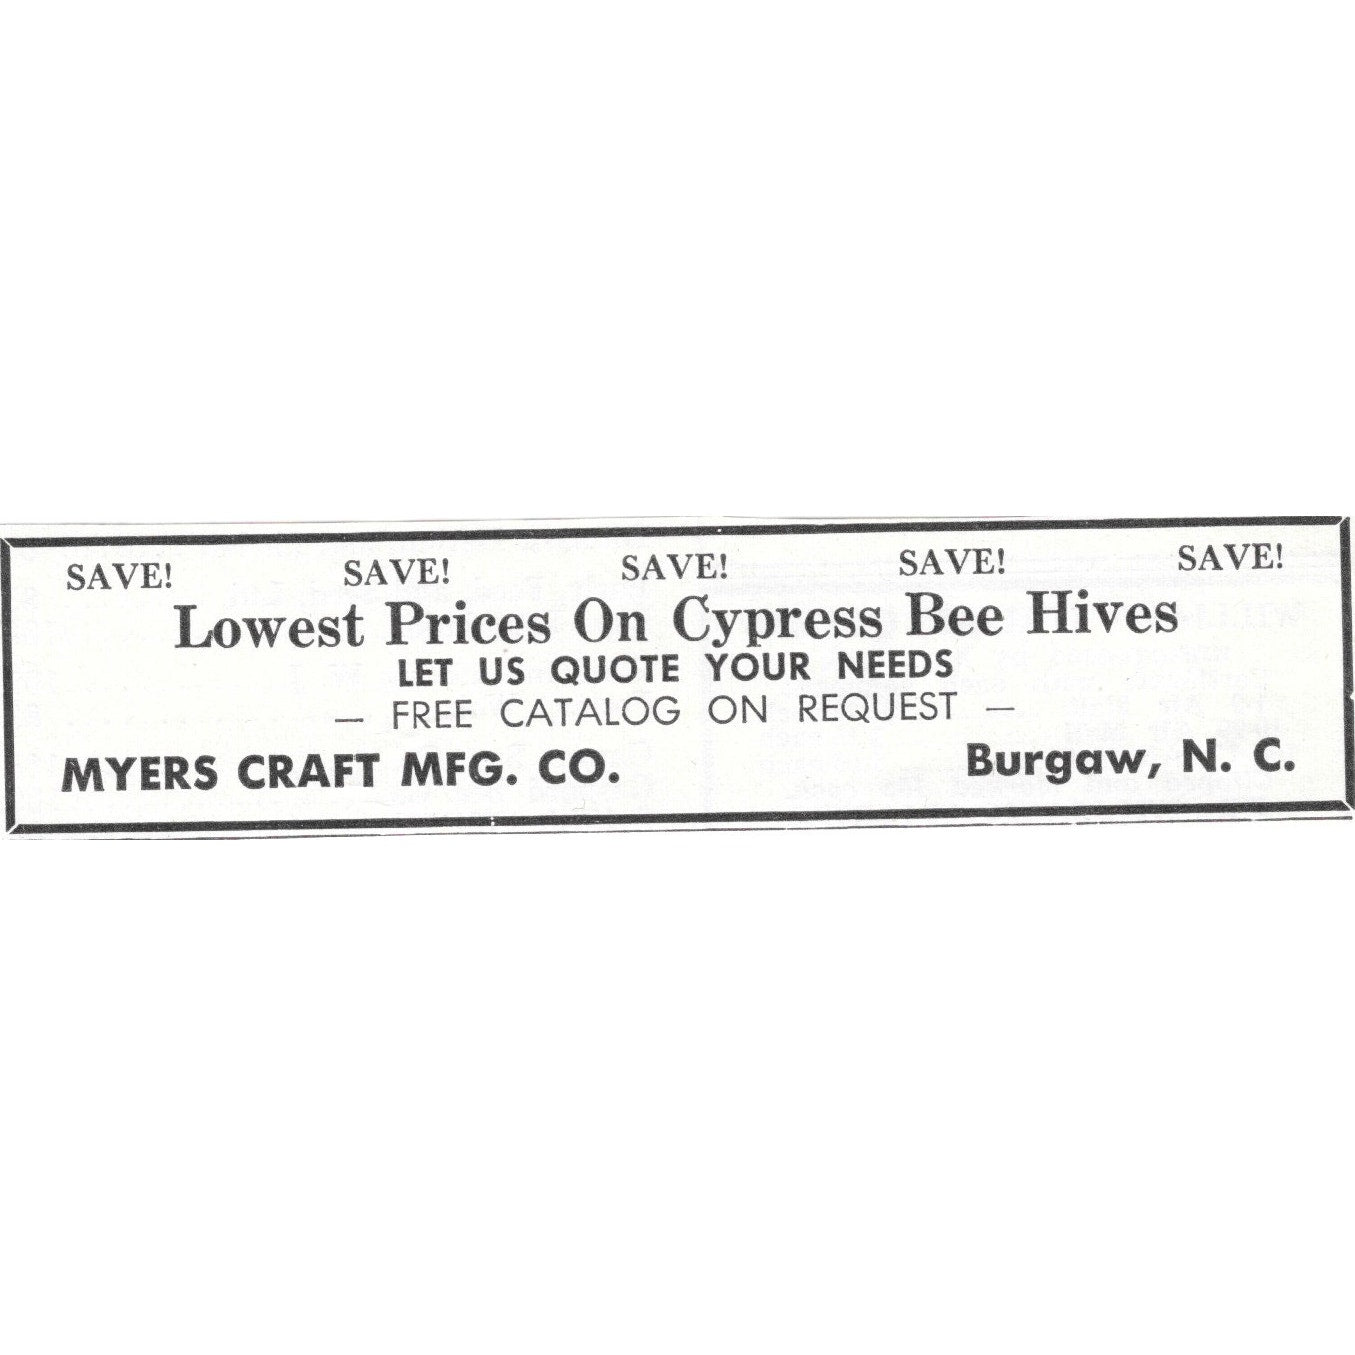 SAVE! SAVE! SAVE! SAVE! SAVE!
Lowest Prices On Cypress Bee Hives
LET US QUOTE YOUR NEEDS
— FREE CATALOG ON REQUEST —
MYERS CRAFT MFG. CO. Burgaw, N. C.